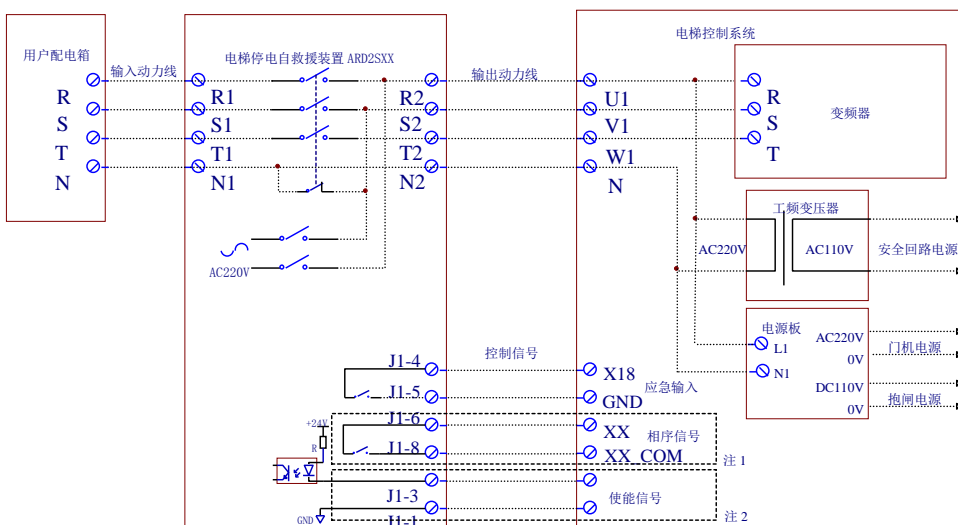 用户配电箱
R
S
T
N
输入动力线
电梯停电自救援装置 ARD2SXX
R1
S1
T1
N1
R2
S2
T2
N2
AC220V
输出动力线
电梯控制系统
U1
V1
W1
N
R
S
T
变频器
工频变压器
AC220V
AC110V
安全回路电源
电源板
L1
N1
AC220V
0V
门机电源
DC110V
0V
抱闸电源
J1-4
控制信号
X18
应急输入
J1-5
GND
+24V
R
J1-6
XX
相序信号
J1-8
XX_COM
注 1
使能信号
J1-3
GND
J1-1
注 2